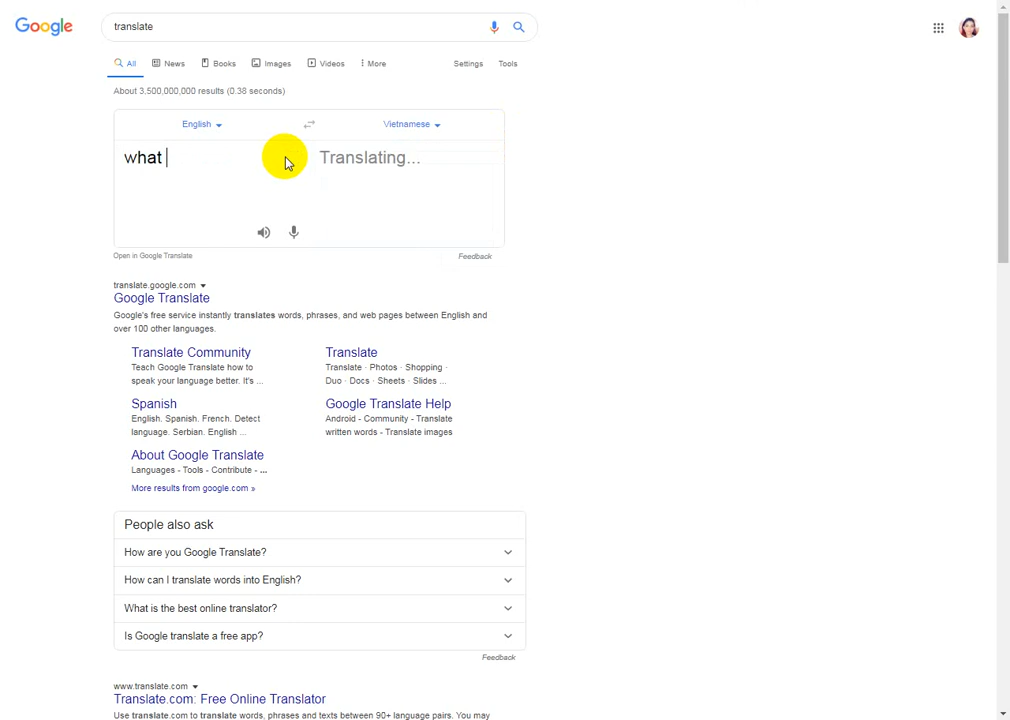 Google
translate
All News Books Images Videos More Settings Tools
About 3,500,000,000 results (0.38 seconds)
English Vietnamese
what Translating...
Open in Google Translate Feedback
translate.google.com
Google Translate
Google's free service instantly translates words, phrases, and web pages between English and
over 100 other languages.
Translate Community
Teach Google Translate how to
speak your language better. It's ...
Translate
Translate · Photos · Shopping ·
Duo · Docs · Sheets · Slides ...
Spanish
English. Spanish. French. Detect
language. Serbian. English ...
Google Translate Help
Android - Community - Translate
written words - Translate images
About Google Translate
Languages - Tools - Contribute - ...
More results from google.com »
People also ask
How are you Google Translate?
How can I translate words into English?
What is the best online translator?
Is Google translate a free app?
Feedback
www.translate.com
Translate.com: Free Online Translator
Use translate.com to translate words, phrases and texts between 90+ language pairs. You may